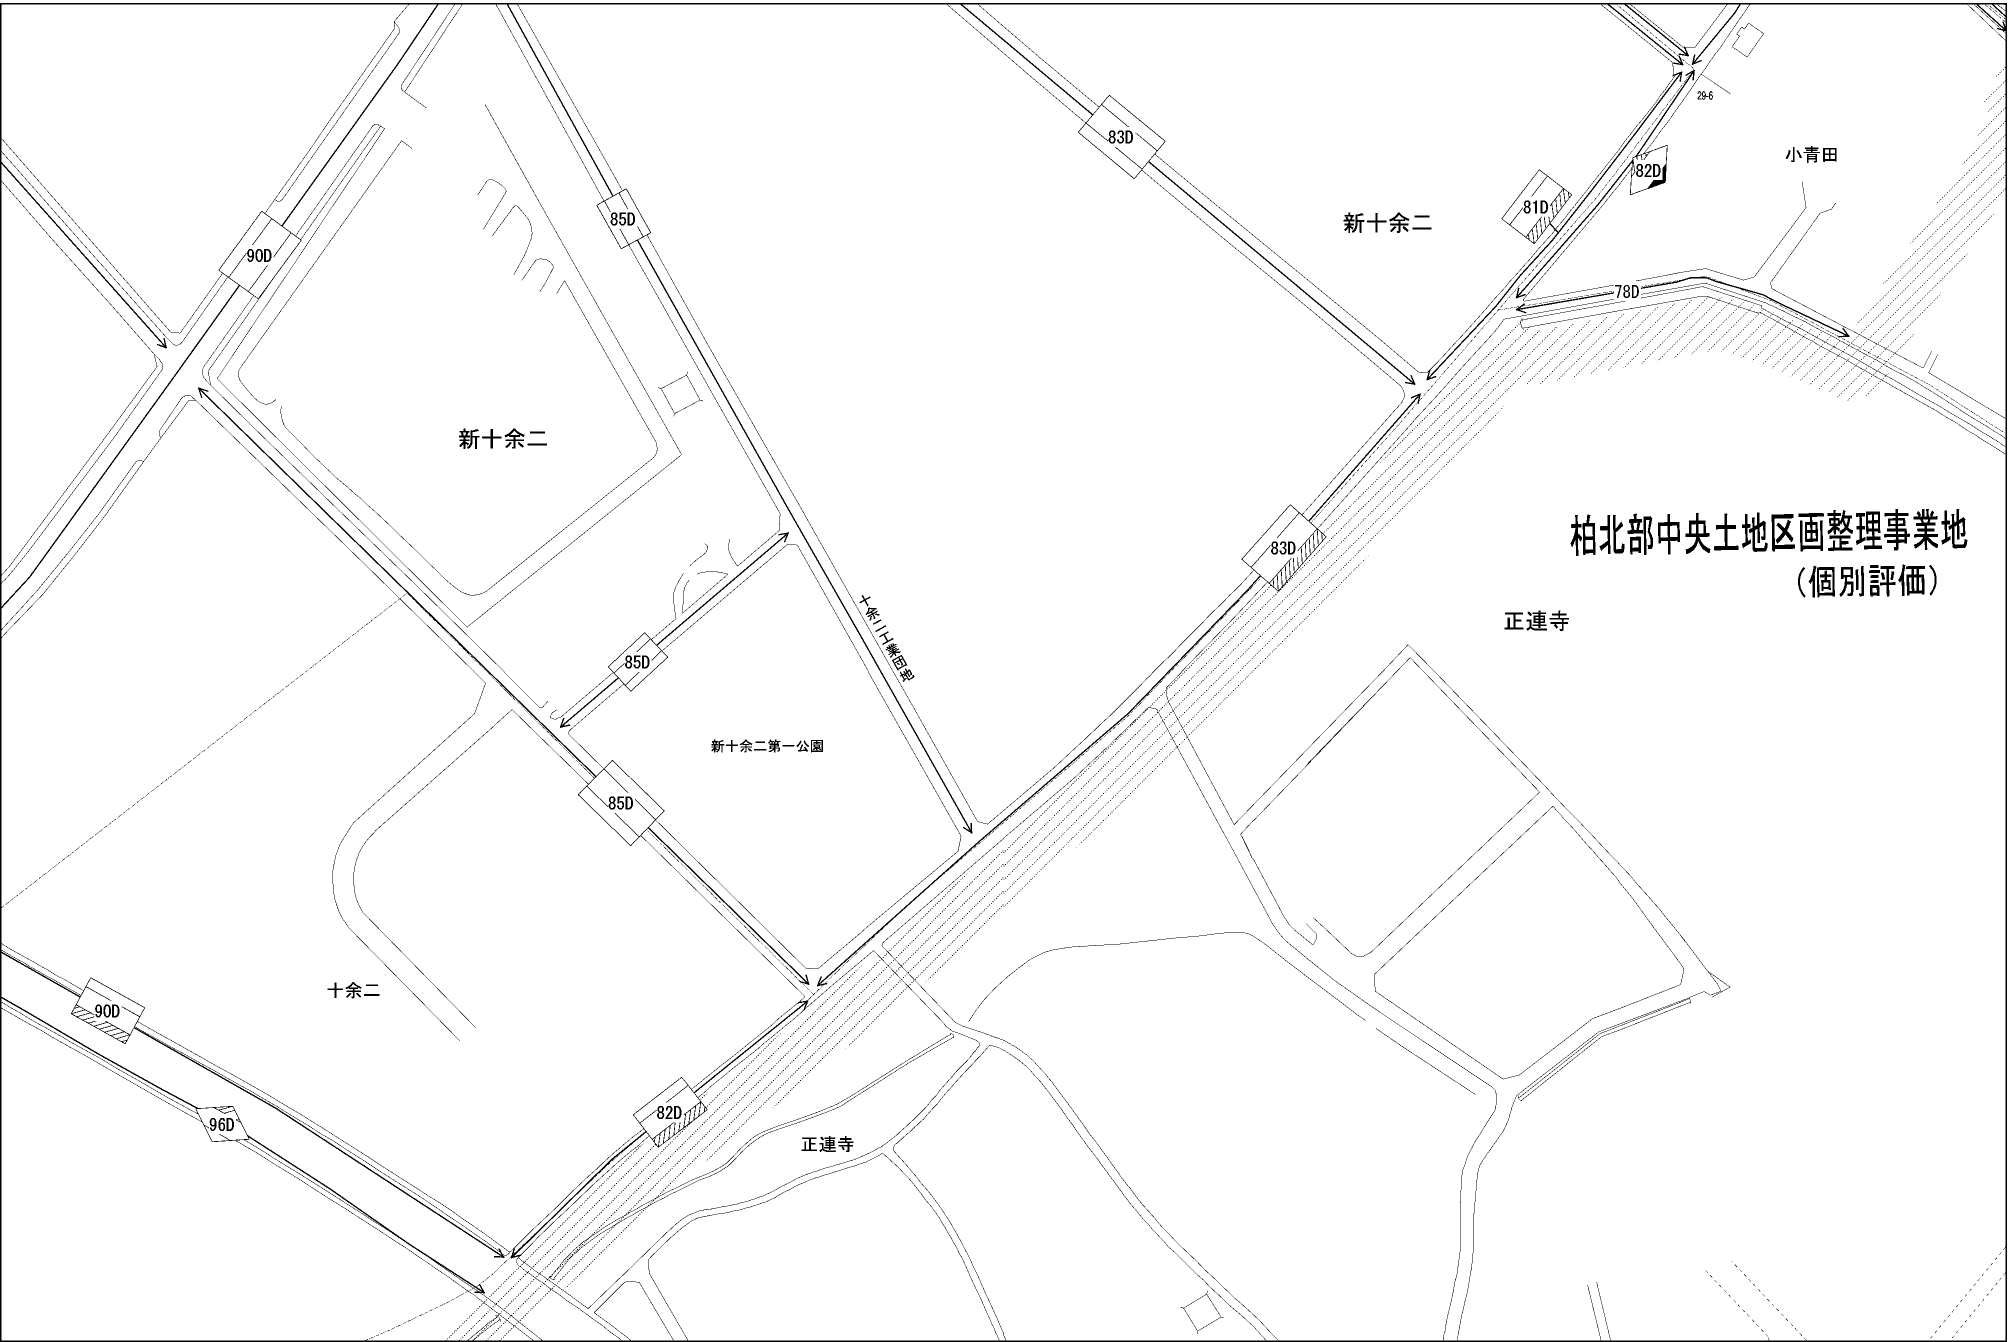 29-6
83D
小青田
82D
81D
85D
新十余二
90D
78D
新十余二
柏北部中央土地区画整理事業地
83D
（個別評価）
十余二工業団地
正連寺
85D
新十余二第一公園
85D
十余二
90D
82D
96D
正連寺